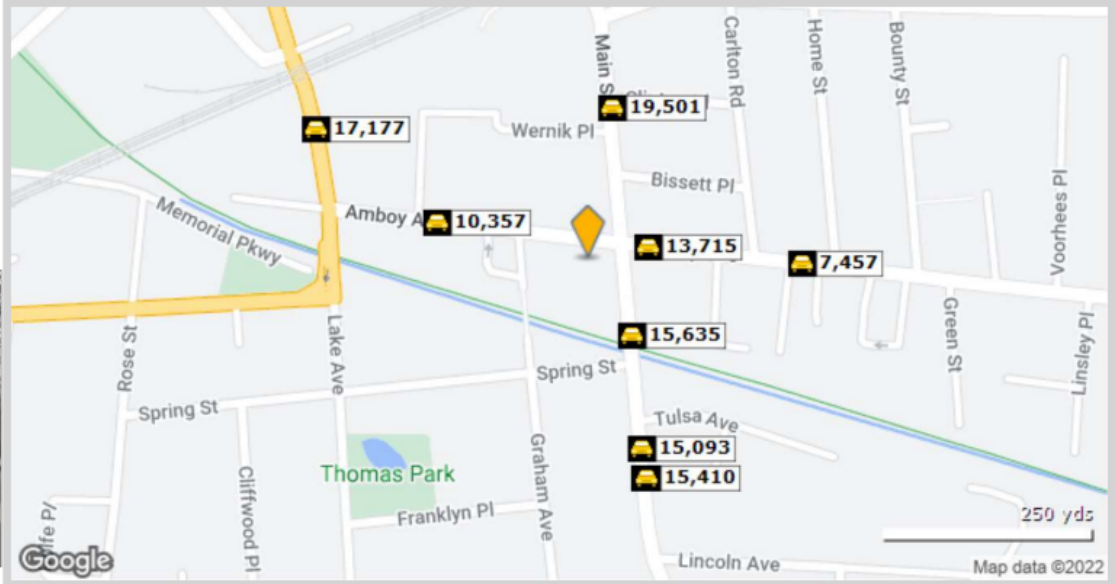 Carlton Rd
Home St
Bounty St
Main S
19,501
17,177
Wernik Pl
Bissett Pl
Voorhees Pl
Memorial Pkwy
Amboy A
10,357
13,715
7,457
Rose St
Lake Ave
15,635
Green St
Linsley Pl
Spring St
Spring St
Tulsa Ave
15,093
15,410
Thomas Park
Graham Ave
Cliffwood Pl
Franklyn Pl
250 yds
Lincoln Ave
Google
Map data ©2022